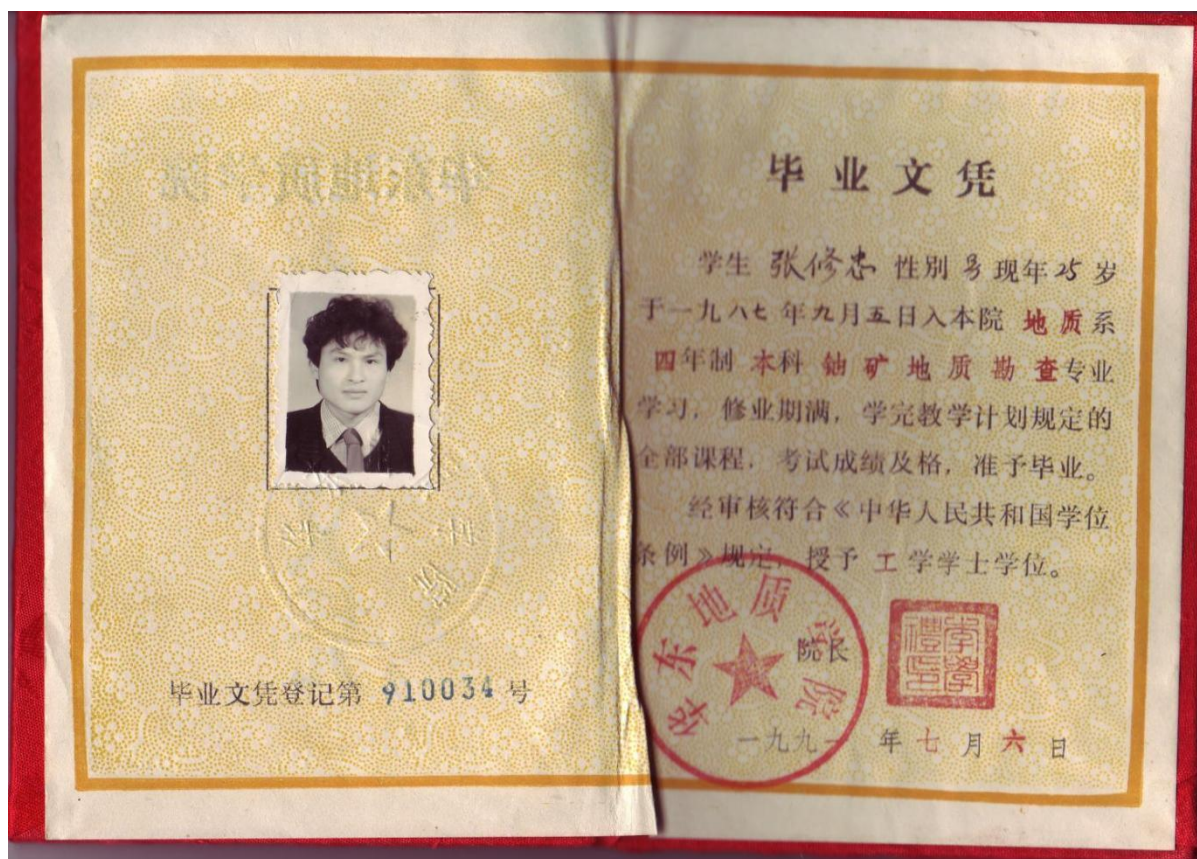 毕业文凭登记第 910034 号
毕业文凭
学生 张修忠 性别 男 现年 25 岁
于一九八七年九月五日入本院 地质系
四年制 本科 铀矿地质勘查专业
学习，修业期满，学完教学计划规定的
全部课程，考试成绩及格，准予毕业。
经审核符合《中华人民共和国学位
条例》规定，授予 工 学学士学位。
华东地质学院
院长
一九九一年七月六日